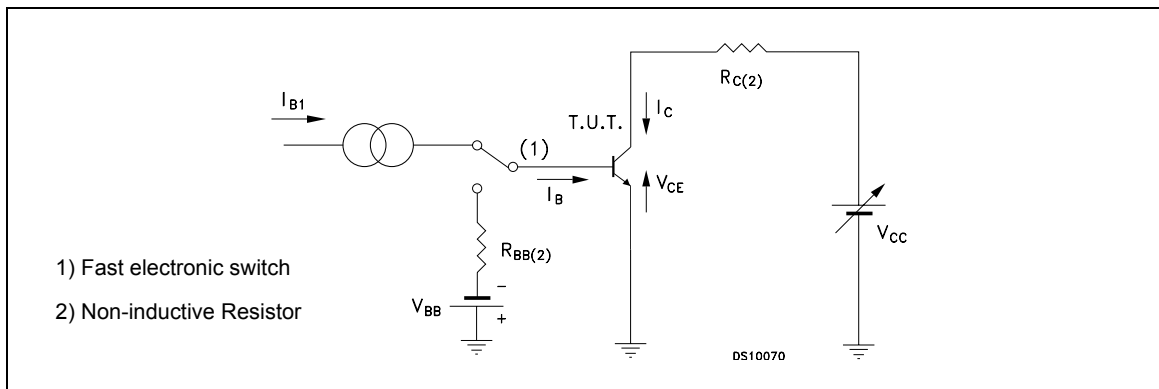 R_C(2)
I_B1
I_C
T.U.T.
(1)
I_B
V_CE
V_CC
R_BB(2)
1) Fast electronic switch
-
V_BB
2) Non-inductive Resistor
+
DS10070